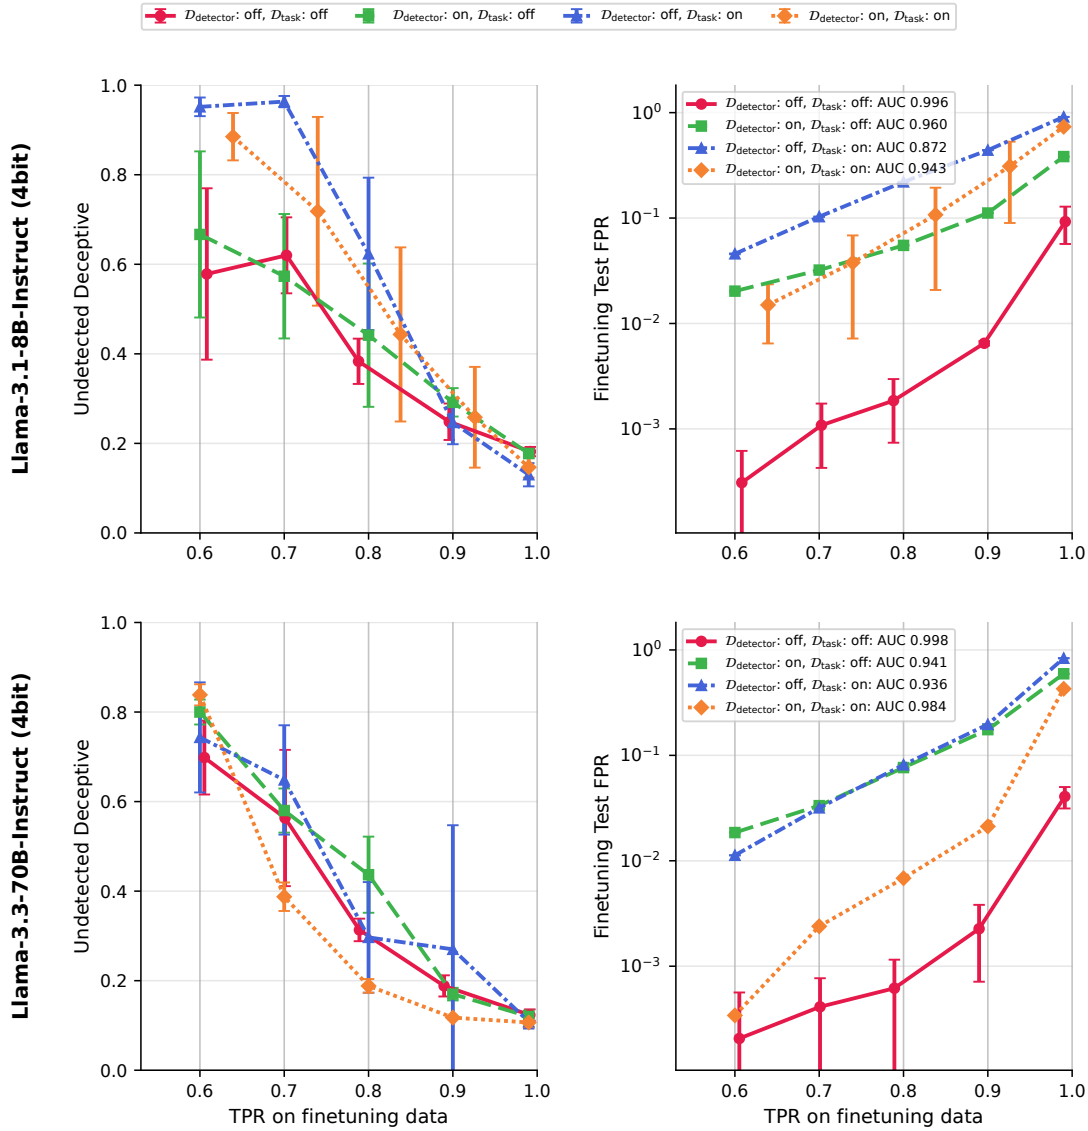 𝒟detector: off, 𝒟task: off 𝒟detector: on, 𝒟task: off 𝒟detector: off, 𝒟task: on 𝒟detector: on, 𝒟task: on
Llama-3.1-8B-Instruct (4bit)
Undetected Deceptive
1.0
0.8
0.6
0.4
0.2
0.0
0.6 0.7 0.8 0.9 1.0
Finetuning Test FPR
10⁰
10⁻¹
10⁻²
10⁻³
𝒟detector: off, 𝒟task: off: AUC 0.996
𝒟detector: on, 𝒟task: off: AUC 0.960
𝒟detector: off, 𝒟task: on: AUC 0.872
𝒟detector: on, 𝒟task: on: AUC 0.943
0.6 0.7 0.8 0.9 1.0
Llama-3.3-70B-Instruct (4bit)
Undetected Deceptive
1.0
0.8
0.6
0.4
0.2
0.0
0.6 0.7 0.8 0.9 1.0
TPR on finetuning data
Finetuning Test FPR
10⁰
10⁻¹
10⁻²
10⁻³
𝒟detector: off, 𝒟task: off: AUC 0.998
𝒟detector: on, 𝒟task: off: AUC 0.941
𝒟detector: off, 𝒟task: on: AUC 0.936
𝒟detector: on, 𝒟task: on: AUC 0.984
0.6 0.7 0.8 0.9 1.0
TPR on finetuning data